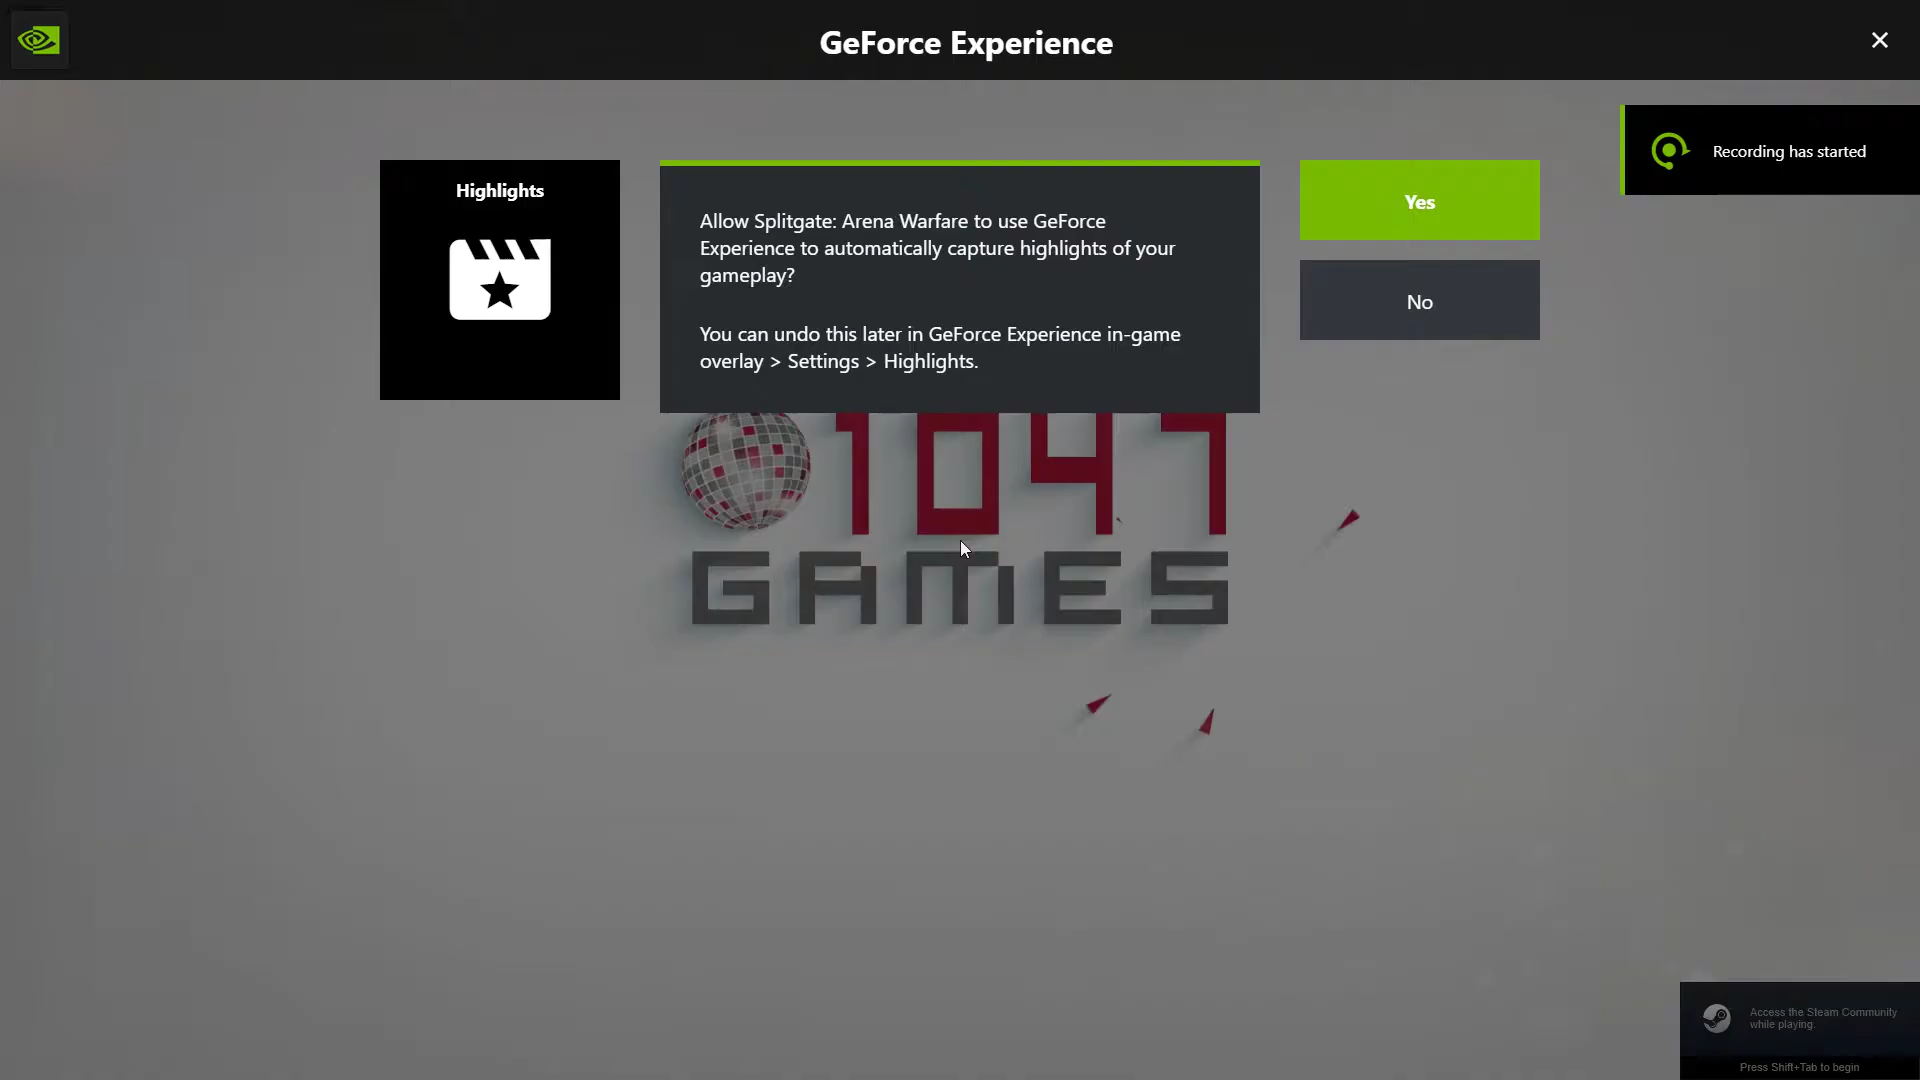 GeForce Experience
Recording has started
Highlights
Allow Splitgate: Arena Warfare to use GeForce
Experience to automatically capture highlights of your
gameplay?
You can undo this later in GeForce Experience in-game
overlay > Settings > Highlights.
Yes
No
1047
GAMES
Access the Steam Community
while playing.
Press Shift+Tab to begin